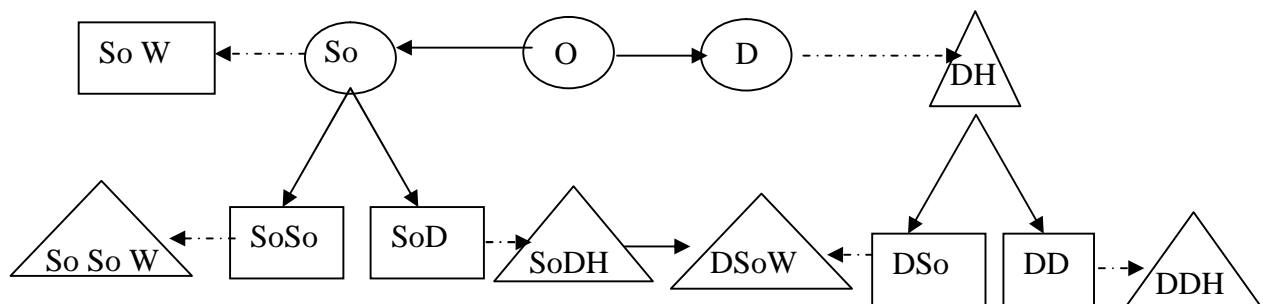 So W So O D DH
So So W SoSo SoD SoDH DSoW DSo DD DDH